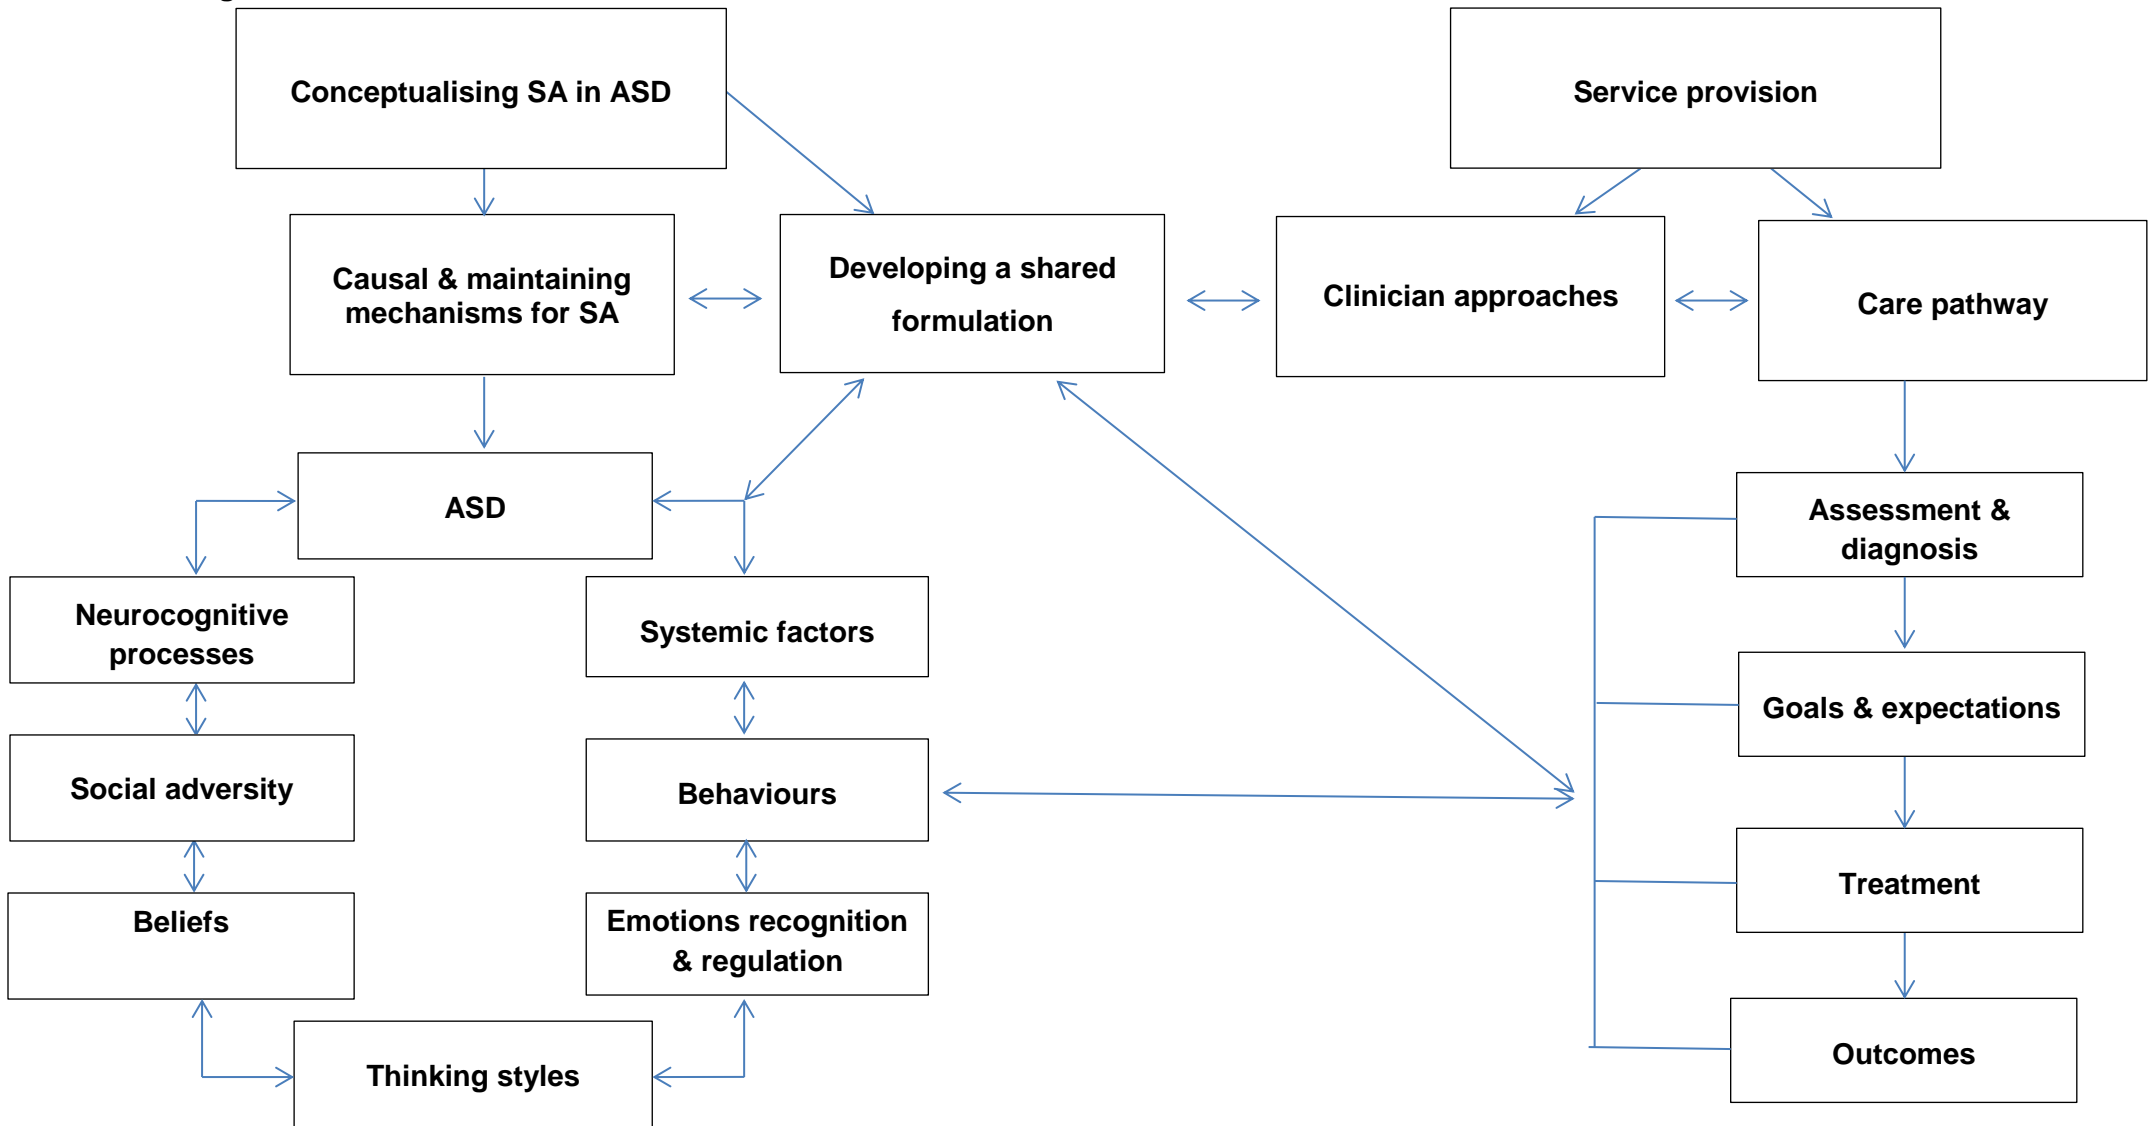 Conceptualising SA in ASD
Service provision
Causal & maintaining
mechanisms for SA
Developing a shared
formulation
Clinician approaches
Care pathway
ASD
Assessment &
diagnosis
Neurocognitive
processes
Systemic factors
Goals & expectations
Social adversity
Behaviours
Treatment
Beliefs
Emotions recognition
& regulation
Thinking styles
Outcomes